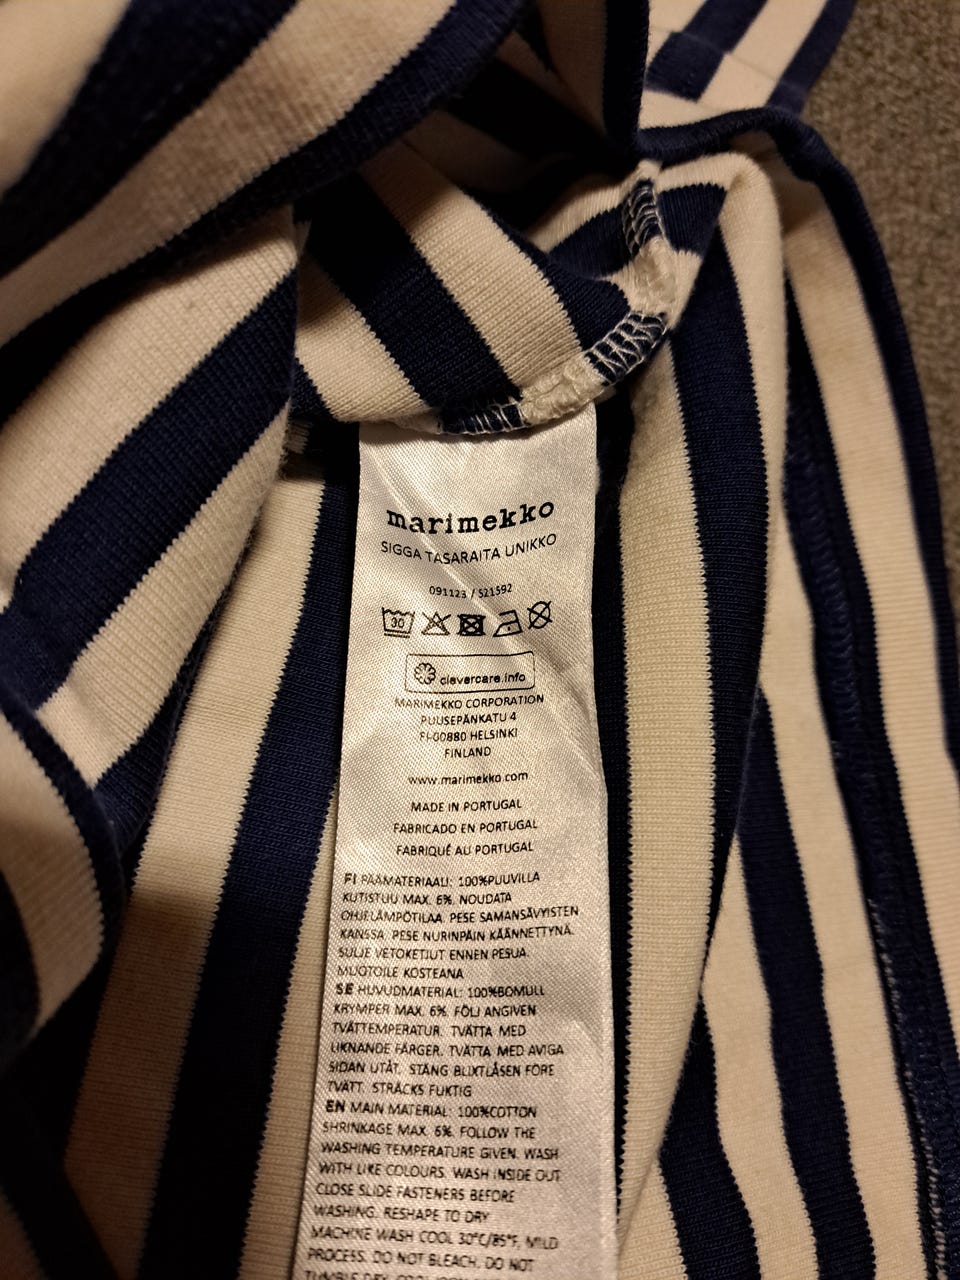 marimekko
SIGGA TASARAITA UNIKKO
091123 / 521592
30
clevercare.info
MARIMEKKO CORPORATION
PUUSEPÄNKATU 4
FI-00880 HELSINKI
FINLAND
www.marimekko.com
MADE IN PORTUGAL
FABRICADO EN PORTUGAL
FABRIQUÉ AU PORTUGAL
FI PÄÄMATERIAALI: 100%PUUVILLA
KUTISTUU MAX. 6%. NOUDATA
OHJELÄMPÖTILAA. PESE SAMANSÄVYISTEN
KANSSA. PESE NURINPÄIN KÄÄNNETTYNÄ.
SULJE VETOKETJUT ENNEN PESUA.
MUOTOILE KOSTEANA
SE HUVUDMATERIAL: 100%BOMULL
KRYMPER MAX. 6%. FÖLJ ANGIVEN
TVÄTTEMPERATUR. TVÄTTA MED
LIKNANDE FÄRGER. TVÄTTA MED AVIGA
SIDAN UTÅT. STÄNG BLIXTLÅSEN FÖRE
TVÄTT. STRÄCKS FUKTIG
EN MAIN MATERIAL: 100%COTTON
SHRINKAGE MAX. 6%. FOLLOW THE
WASHING TEMPERATURE GIVEN. WASH
WITH LIKE COLOURS. WASH INSIDE OUT.
CLOSE SLIDE FASTENERS BEFORE
WASHING. RESHAPE TO DRY
MACHINE WASH COOL 30°C/85°F, MILD
PROCESS. DO NOT BLEACH. DO NOT
TUMBLE DRY. COOL IRON